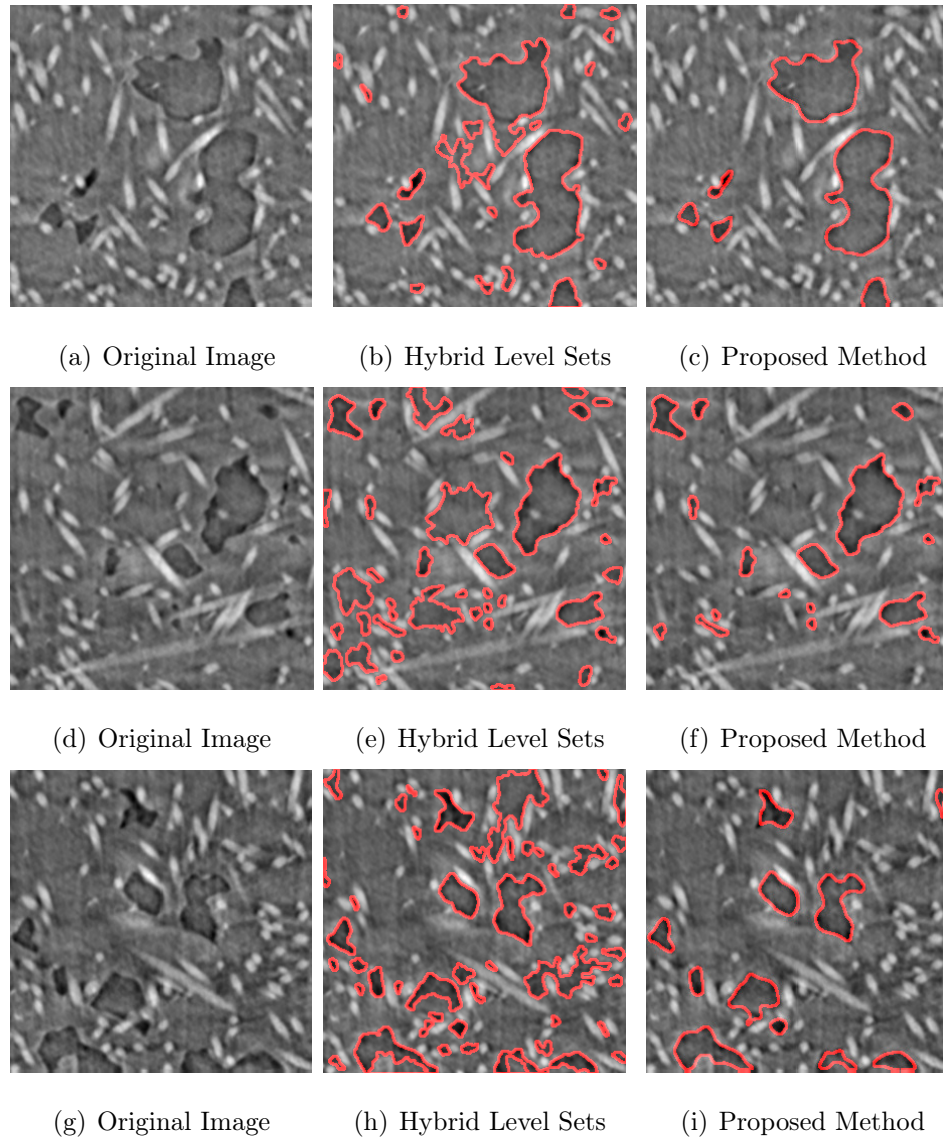 (a) Original Image (b) Hybrid Level Sets (c) Proposed Method
(d) Original Image (e) Hybrid Level Sets (f) Proposed Method
(g) Original Image (h) Hybrid Level Sets (i) Proposed Method